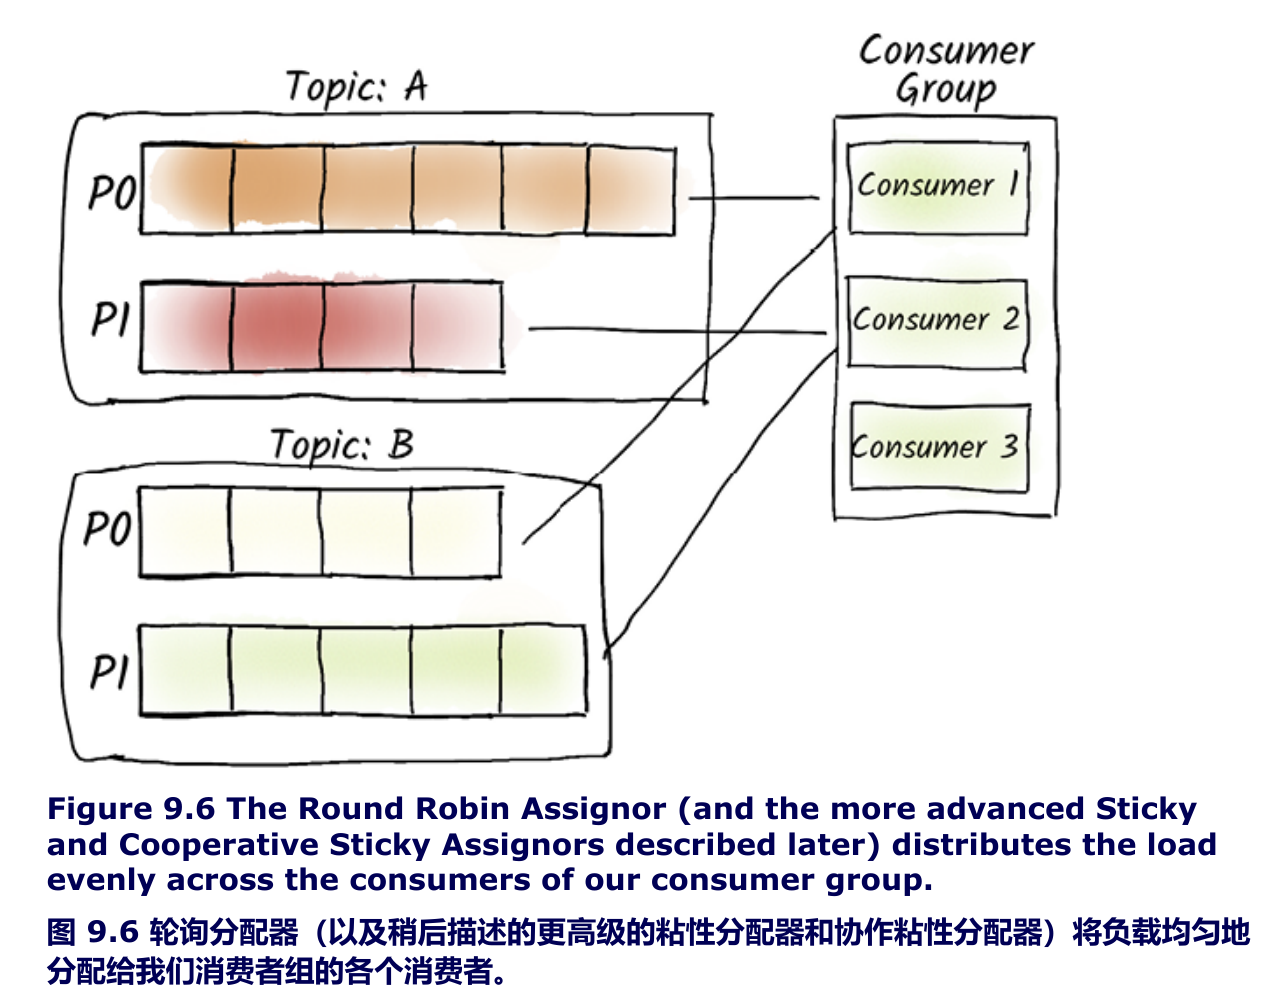 Topic: A
P0
P1
Topic: B
P0
P1
Consumer
Group
Consumer 1
Consumer 2
Consumer 3
Figure 9.6 The Round Robin Assignor (and the more advanced Sticky
and Cooperative Sticky Assignors described later) distributes the load
evenly across the consumers of our consumer group.
图 9.6 轮询分配器（以及稍后描述的更高级的粘性分配器和协作粘性分配器）将负载均匀地
分配给我们消费者组的各个消费者。